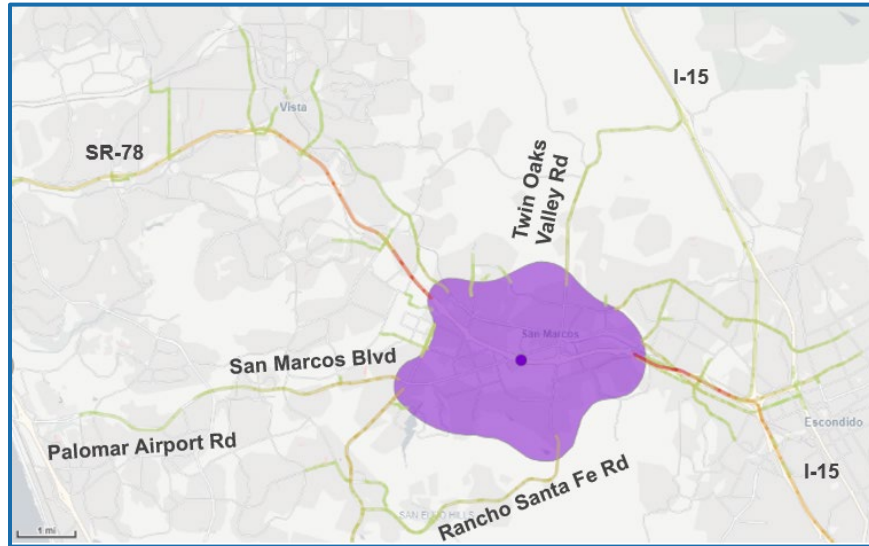 I-15
Vista
SR-78
Twin Oaks
Valley Rd
San Marcos
San Marcos Blvd
Palomar Airport Rd
Escondido
I-15
Rancho Santa Fe Rd
SAN ELIJO HILLS
1 mi